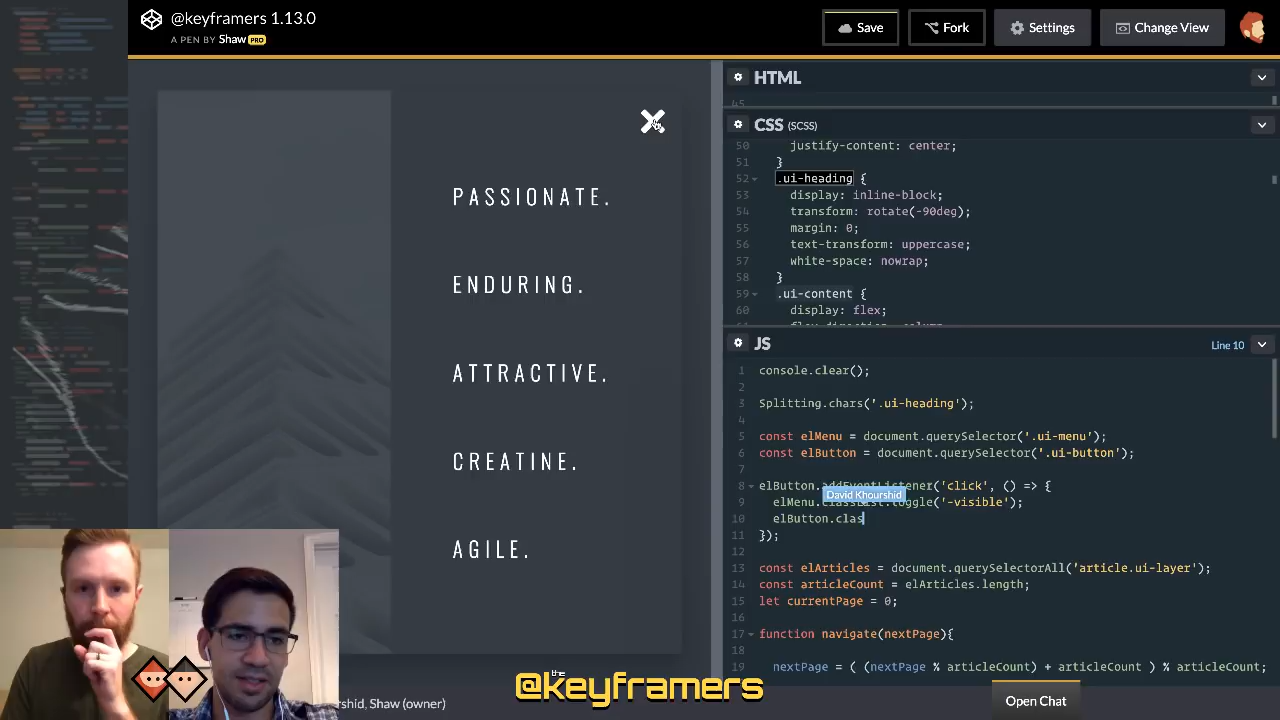 @keyframers 1.13.0
A PEN BY Shaw PRO
Save
Fork
Settings
Change View
PASSIONATE.
ENDURING.
ATTRACTIVE.
CREATINE.
AGILE.
HTML
45
CSS (SCSS)
50 justify-content: center;
51 }
52 .ui-heading {
53 display: inline-block;
54 transform: rotate(-90deg);
55 margin: 0;
56 text-transform: uppercase;
57 white-space: nowrap;
58 }
59 .ui-content {
60 display: flex;
JS
Line 10
1 console.clear();
2
3 Splitting.chars('.ui-heading');
4
5 const elMenu = document.querySelector('.ui-menu');
6 const elButton = document.querySelector('.ui-button');
7
8 elButton.addEventListener('click', () => {
David Khourshid
9 elMenu.classList.toggle('-visible');
10 elButton.clas
11 });
12
13 const elArticles = document.querySelectorAll('article.ui-layer');
14 const articleCount = elArticles.length;
15 let currentPage = 0;
16
17 function navigate(nextPage){
18
19 nextPage = ( (nextPage % articleCount) + articleCount ) % articleCount;
rshid, Shaw (owner)
the
@keyframers
Open Chat